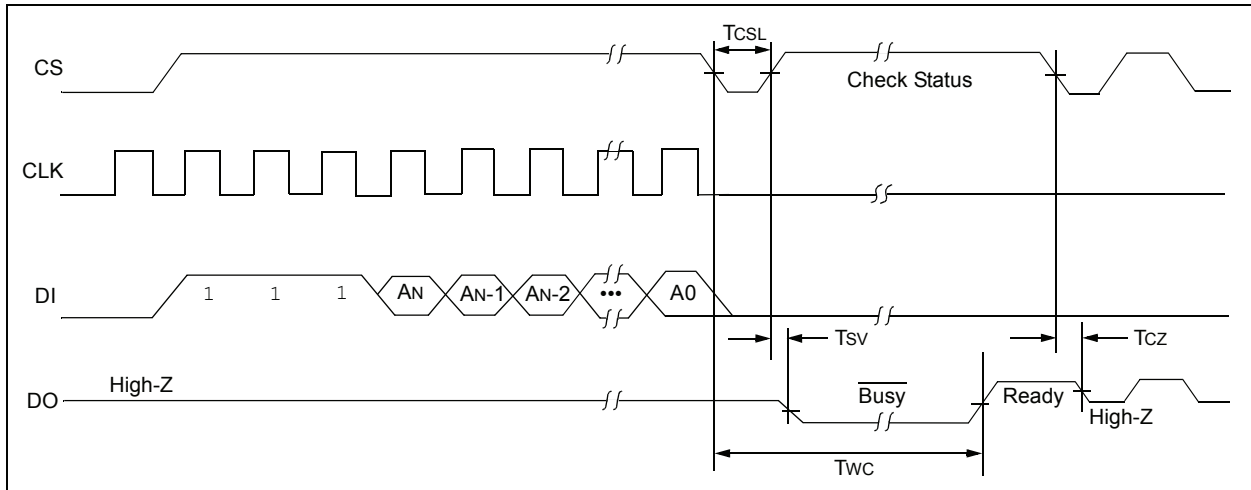 TCSL
CS
Check Status
CLK
DI
1 1 1 AN AN-1 AN-2 ••• A0
TSV
TCZ
High-Z
DO
Busy
Ready
High-Z
TWC